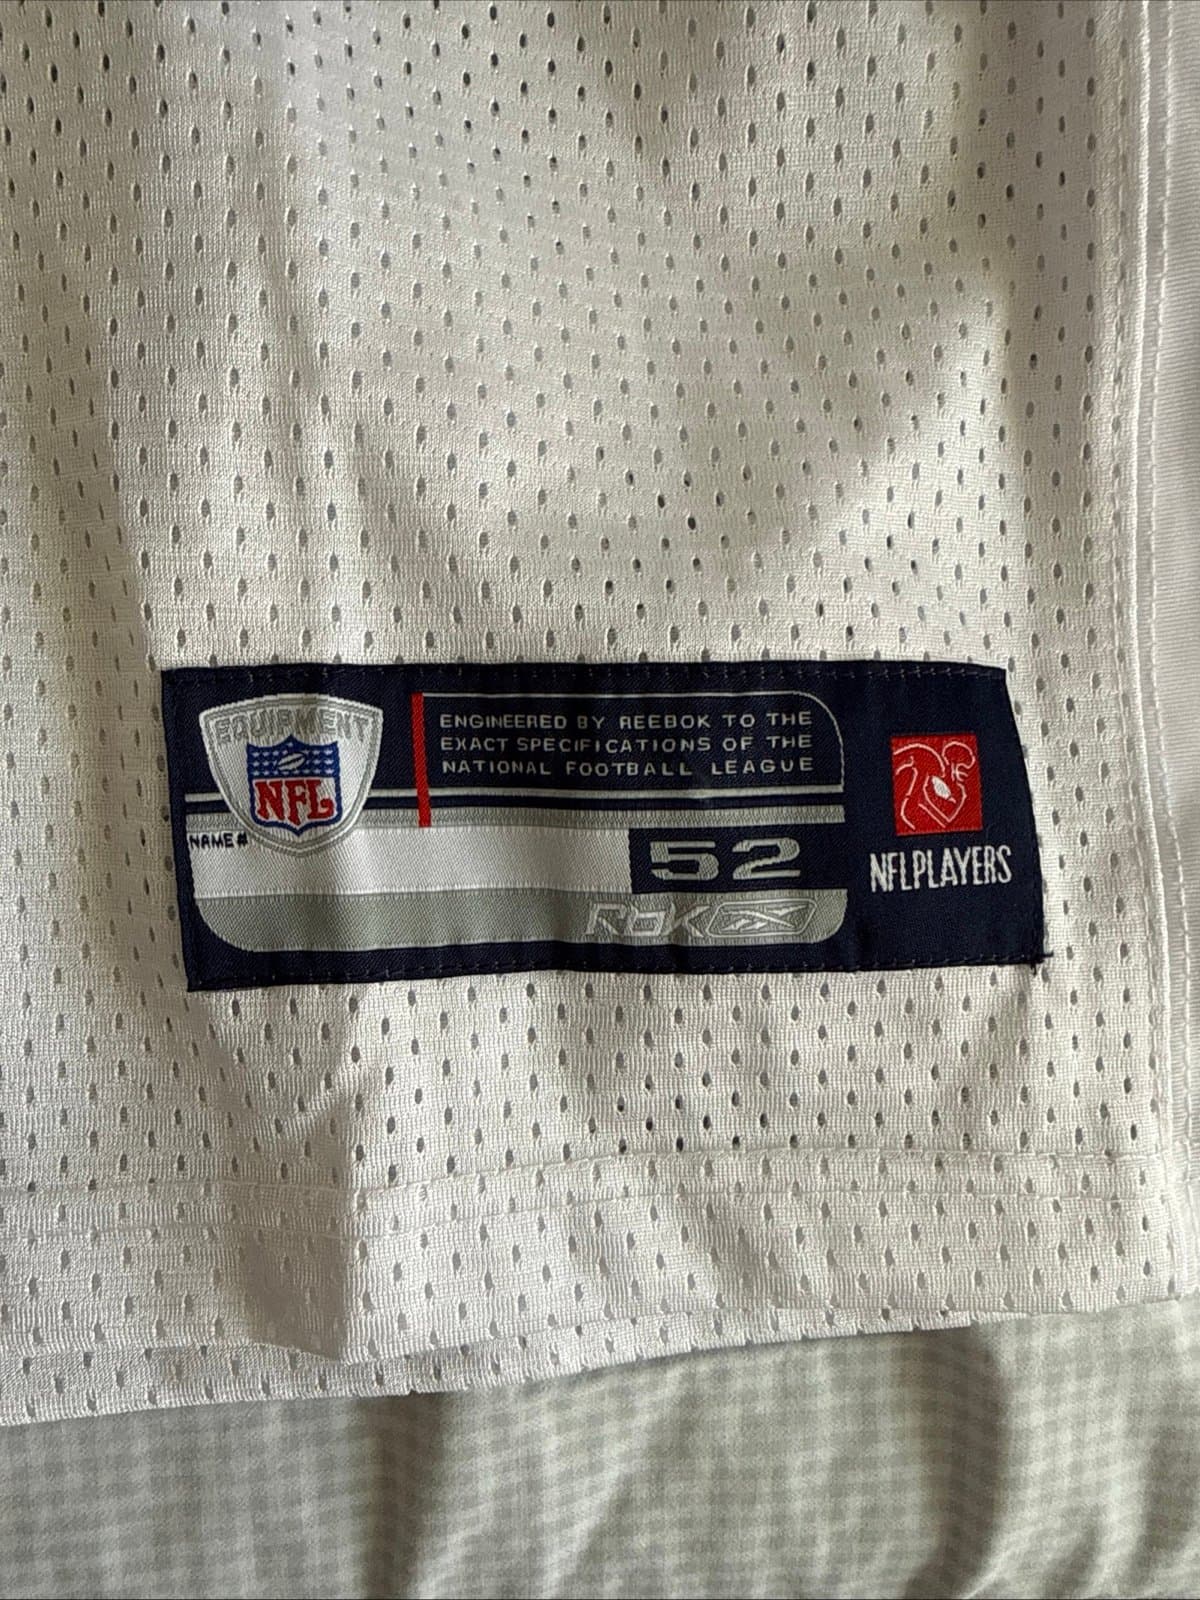 EQUIPMENT
NFL
ENGINEERED BY REEBOK TO THE
EXACT SPECIFICATIONS OF THE
NATIONAL FOOTBALL LEAGUE
NAME#
52
RBK
NFLPLAYERS